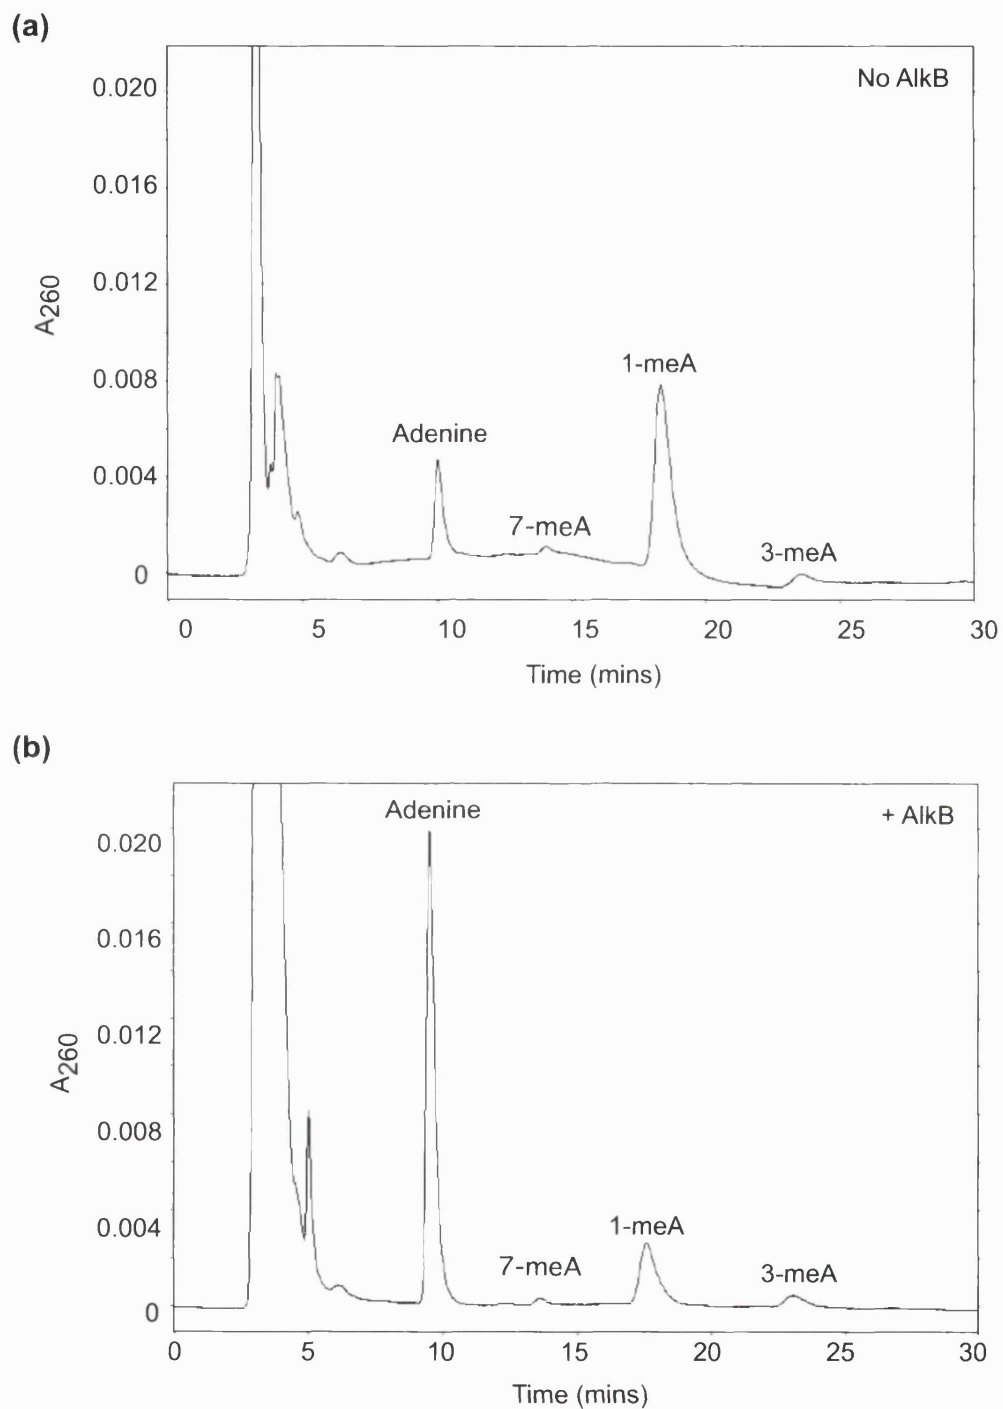 (a)
No AlkB
0.020
0.016
0.012
0.008
0.004
0
A260
Adenine
7-meA
1-meA
3-meA
0 5 10 15 20 25 30
Time (mins)
(b)
+ AlkB
0.020
0.016
0.012
0.008
0.004
0
A260
Adenine
7-meA
1-meA
3-meA
0 5 10 15 20 25 30
Time (mins)